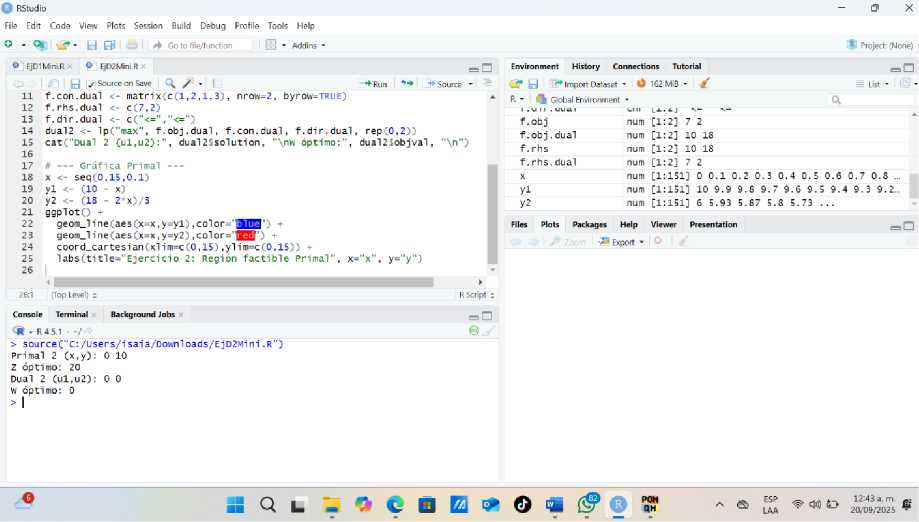 RStudio
File Edit Code View Plots Session Build Debug Profile Tools Help
Go to file/function Addins Project: (None)
EjD1Mini.R EjD2Mini.R
Source on Save Run Source
11 f.con.dual <- matrix(c(1,2,1,3), nrow=2, byrow=TRUE)
12 f.rhs.dual <- c(7,2)
13 f.dir.dual <- c("<=","<=")
14 dual2 <- lp("max", f.obj.dual, f.con.dual, f.dir.dual, rep(0,2))
15 cat("Dual 2 (u1,u2):", dual2$solution, "\nW óptimo:", dual2$objval, "\n")
16
17 # --- Gráfica Primal ---
18 x <- seq(0,15,0.1)
19 y1 <- (10 - x)
20 y2 <- (18 - 2*x)/3
21 ggplot() +
22 geom_line(aes(x=x,y=y1),color="blue") +
23 geom_line(aes(x=x,y=y2),color="red") +
24 coord_cartesian(xlim=c(0,15),ylim=c(0,15)) +
25 labs(title="Ejercicio 2: Región factible Primal", x="x", y="y")
26
26:1 (Top Level) R Script
Console Terminal Background Jobs
R 4.5.1 · ~/
> source("C:/Users/isaia/Downloads/EjD2Mini.R")
Primal 2 (x,y): 0 10
Z óptimo: 20
Dual 2 (u1,u2): 0 0
W óptimo: 0
>
Environment History Connections Tutorial
Import Dataset 162 MiB List
R Global Environment
f.dir.dual chr [1:2] "<=" "<="
f.obj num [1:2] 7 2
f.obj.dual num [1:2] 10 18
f.rhs num [1:2] 10 18
f.rhs.dual num [1:2] 7 2
x num [1:151] 0 0.1 0.2 0.3 0.4 0.5 0.6 0.7 0.8 ...
y1 num [1:151] 10 9.9 9.8 9.7 9.6 9.5 9.4 9.3 9.2...
y2 num [1:151] 6 5.93 5.87 5.8 5.73 ...
Files Plots Packages Help Viewer Presentation
Zoom Export
6
82
POM
QM
ESP
LAA
12:43 a. m.
20/09/2025